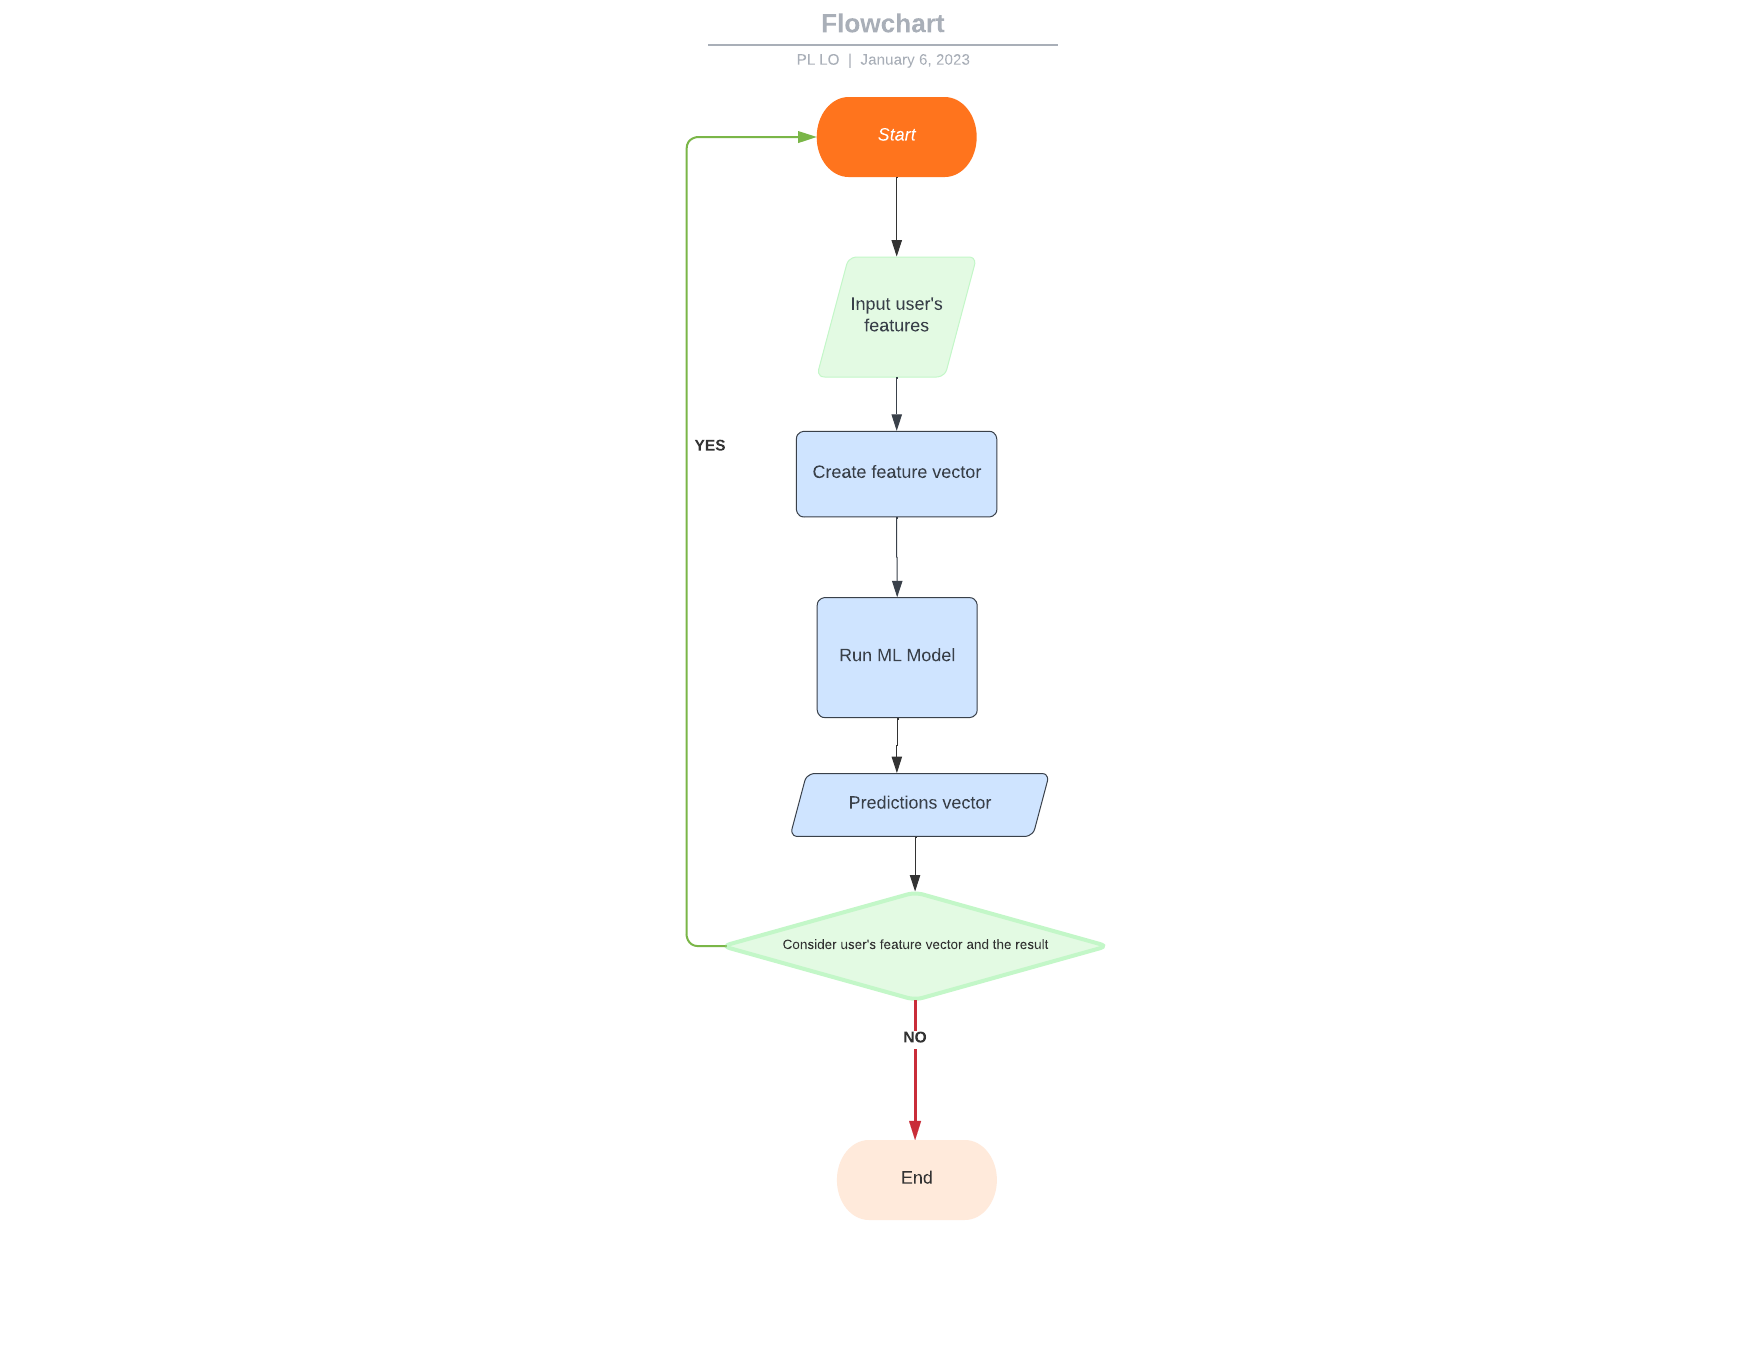 Flowchart
PL LO | January 6, 2023
Start
Input user's
features
Create feature vector
YES
Run ML Model
Predictions vector
Consider user's feature vector and the result
NO
End